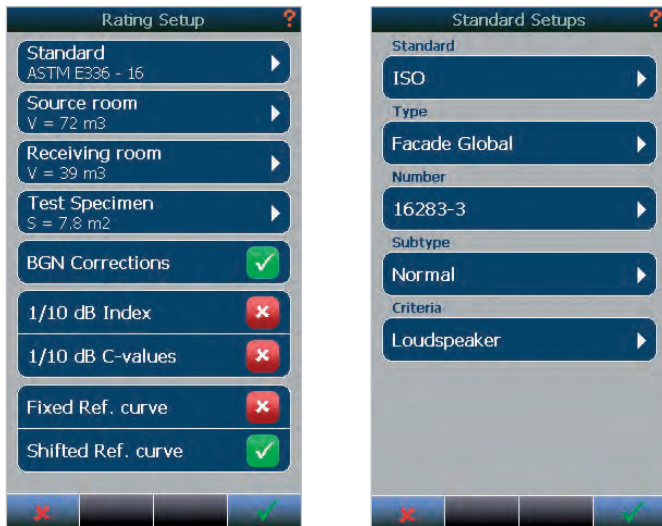 Rating Setup
?
Standard
ASTM E336 - 16
Source room
V = 72 m3
Receiving room
V = 39 m3
Test Specimen
S = 7.8 m2
BGN Corrections
1/10 dB Index
1/10 dB C-values
Fixed Ref. curve
Shifted Ref. curve
Standard Setups
?
Standard
ISO
Type
Facade Global
Number
16283-3
Subtype
Normal
Criteria
Loudspeaker